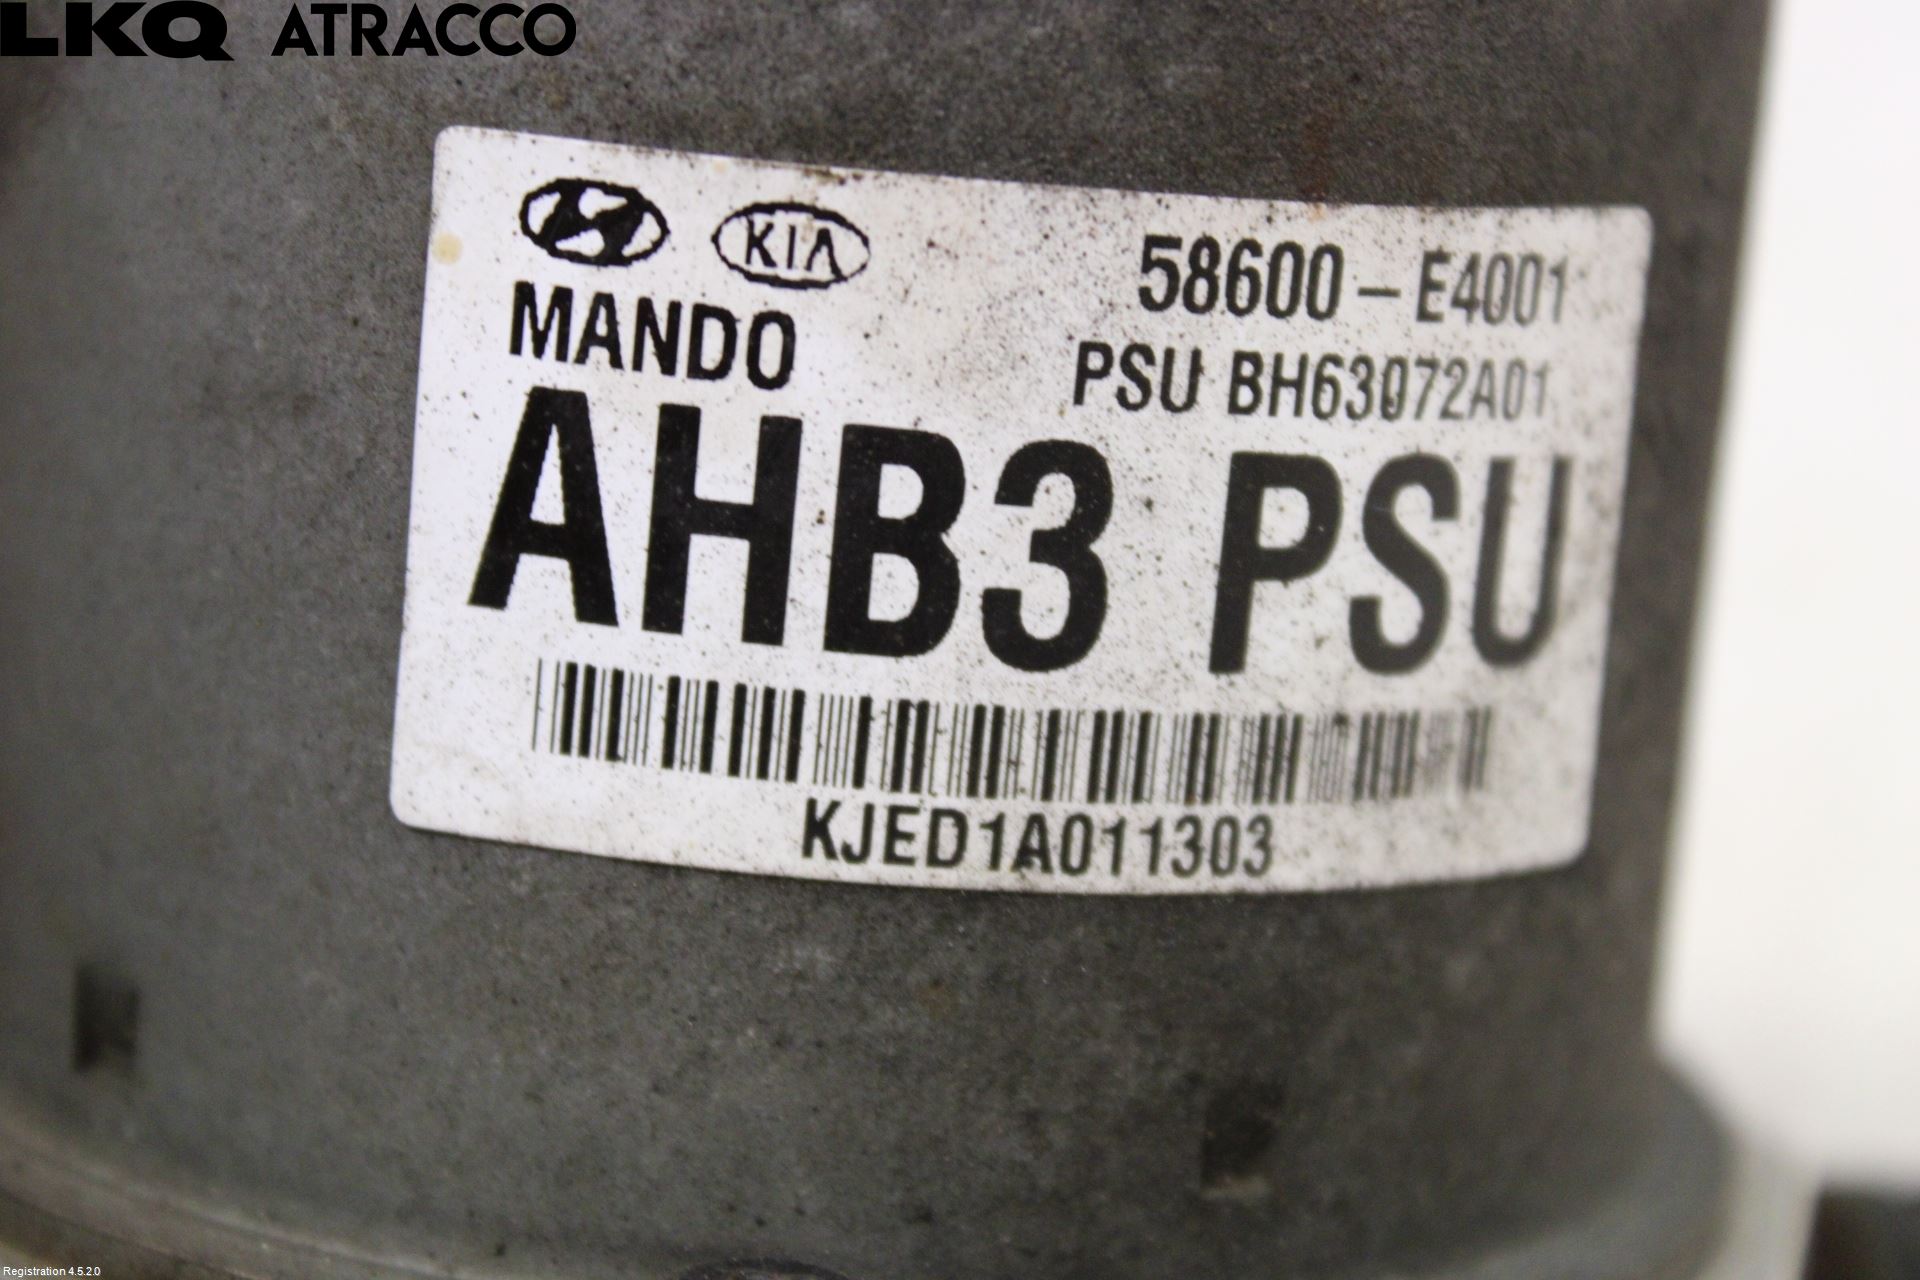 LKQ ATRACCO
KIA
58600-E4001
MANDO
PSU BH63072A01
AHB3 PSU
KJED1A011303
Registration 4.5.2.0